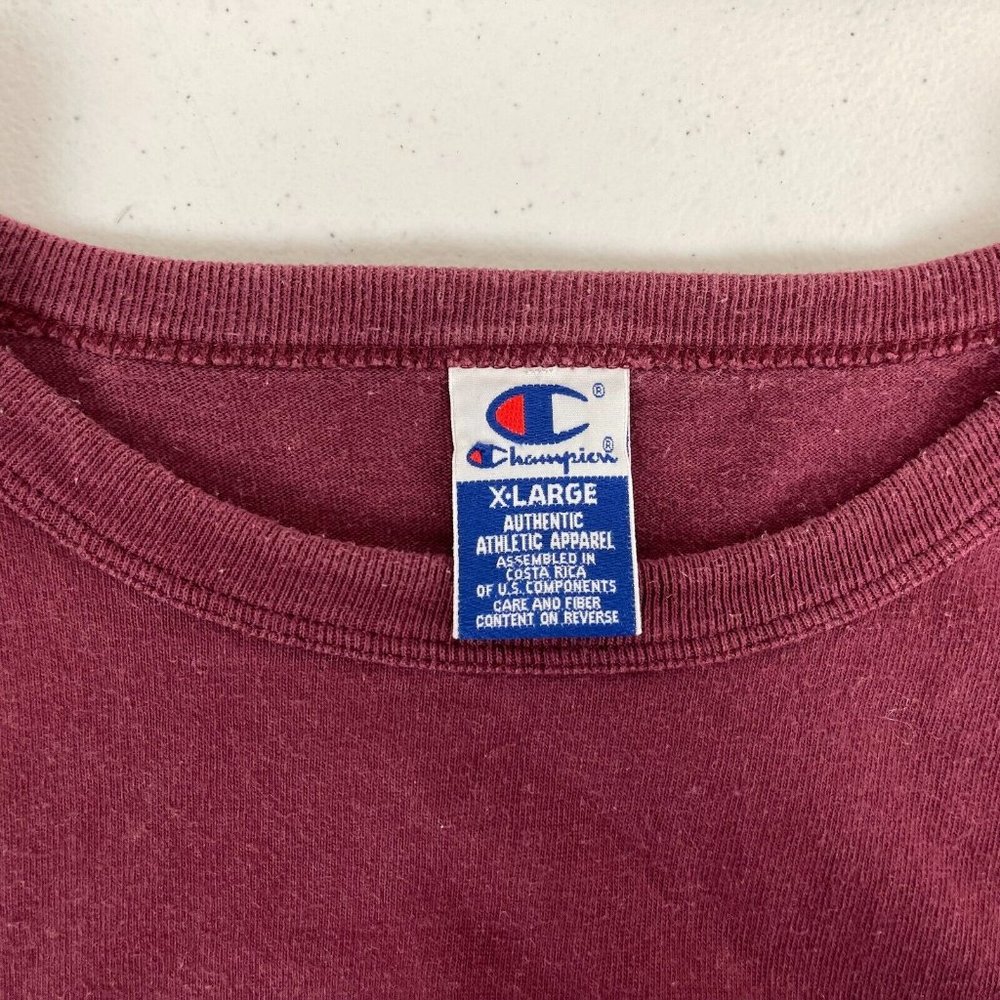 C®
Champion®
X-LARGE
AUTHENTIC
ATHLETIC APPAREL
ASSEMBLED IN
COSTA RICA
OF U.S. COMPONENTS
CARE AND FIBER
CONTENT ON REVERSE